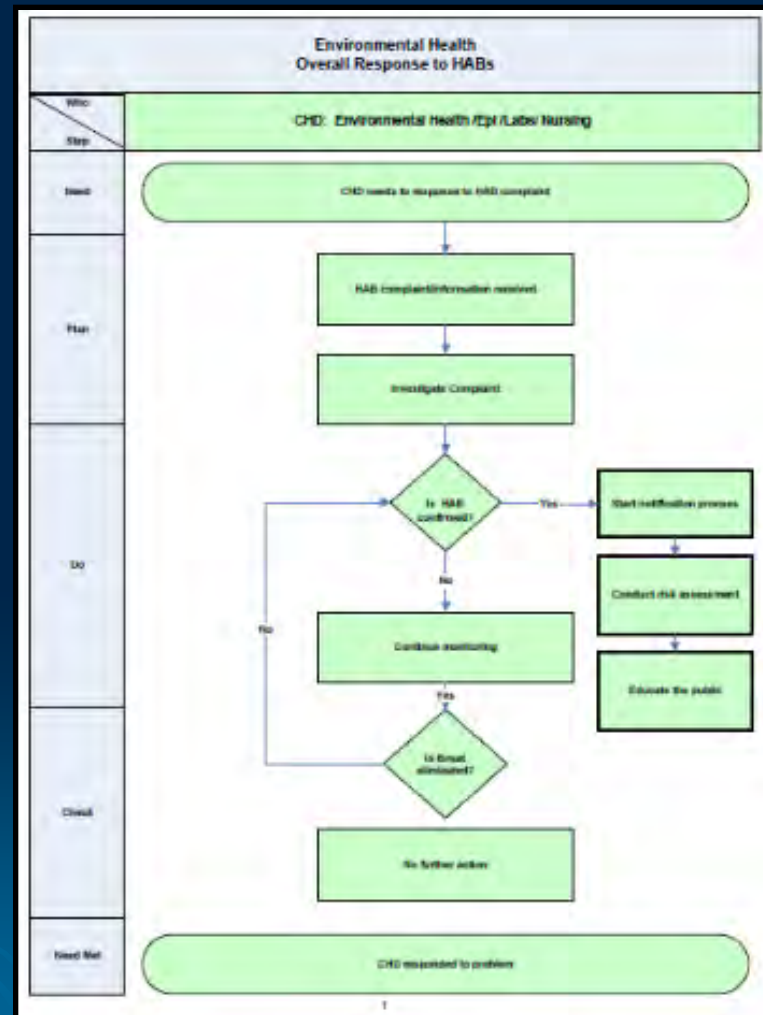 Environmental Health
Overall Response to HABs
Who
Step
CHD: Environmental Health /Epi /Labs/ Nursing
Need
CHD needs to response to HAB complaint
Plan
HAB complaint/information received
Investigate Complaint
Do
Is HAB
confirmed?
Yes
Start notification process
No
Conduct risk assessment
No
Continue monitoring
Educate the public
Yes
Is threat
eliminated?
Check
No further action
Need Met
CHD responded to problem
1